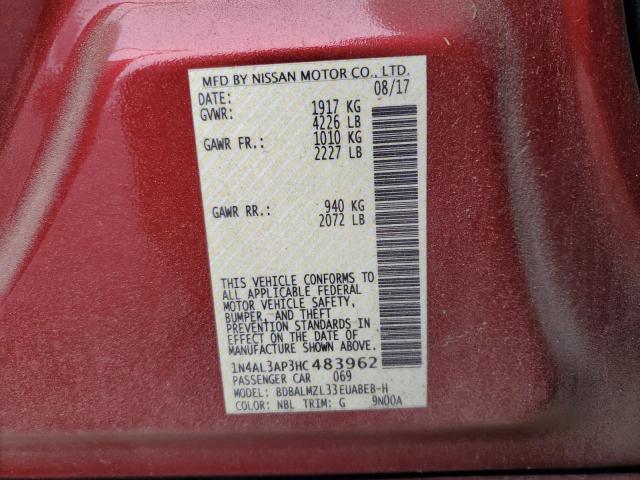 MFD BY NISSAN MOTOR CO., LTD.
DATE: 08/17
GVWR: 1917 KG
4226 LB
GAWR FR.: 1010 KG
2227 LB
GAWR RR.: 940 KG
2072 LB
THIS VEHICLE CONFORMS TO
ALL APPLICABLE FEDERAL
MOTOR VEHICLE SAFETY,
BUMPER, AND THEFT
PREVENTION STANDARDS IN
EFFECT ON THE DATE OF
MANUFACTURE SHOWN ABOVE.
1N4AL3AP3HC483962
PASSENGER CAR 069
MODEL: BDBALMZL33EUABEB-H
COLOR: NBL TRIM: G 9N00A